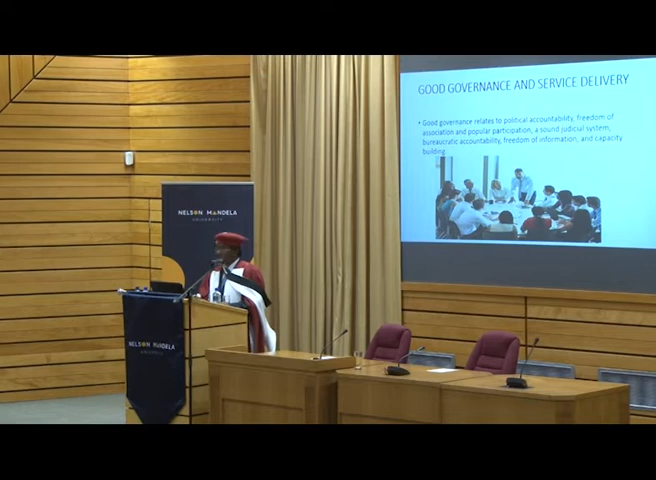 GOOD GOVERNANCE AND SERVICE DELIVERY
• Good governance relates to political accountability, freedom of
association and popular participation, a sound judicial system,
bureaucratic accountability, freedom of information, and capacity
building.
NELSON MANDELA
UNIVERSITY
NELSON MANDELA
UNIVERSITY